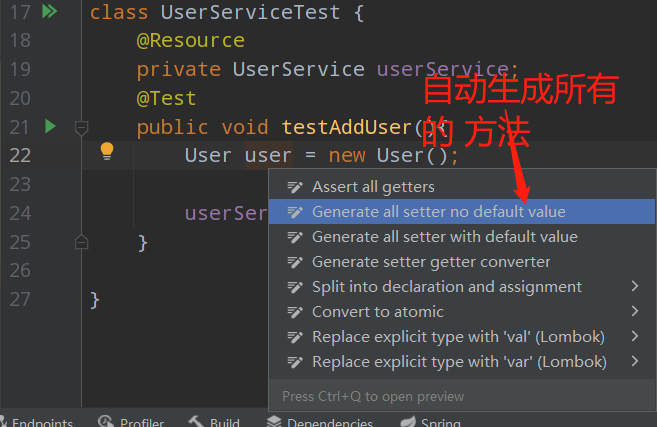 17 class UserServiceTest {
18 @Resource
19 private UserService userService;
20 @Test
21 public void testAddUser(){
22 User user = new User();
23
24 userSer
25 }
26
27 }
自动生成所有
的 方法
Assert all getters
Generate all setter no default value
Generate all setter with default value
Generate setter getter converter
Split into declaration and assignment
Convert to atomic
Replace explicit type with 'val' (Lombok)
Replace explicit type with 'var' (Lombok)
Press Ctrl+Q to open preview
Endpoints Profiler Build Dependencies Spring